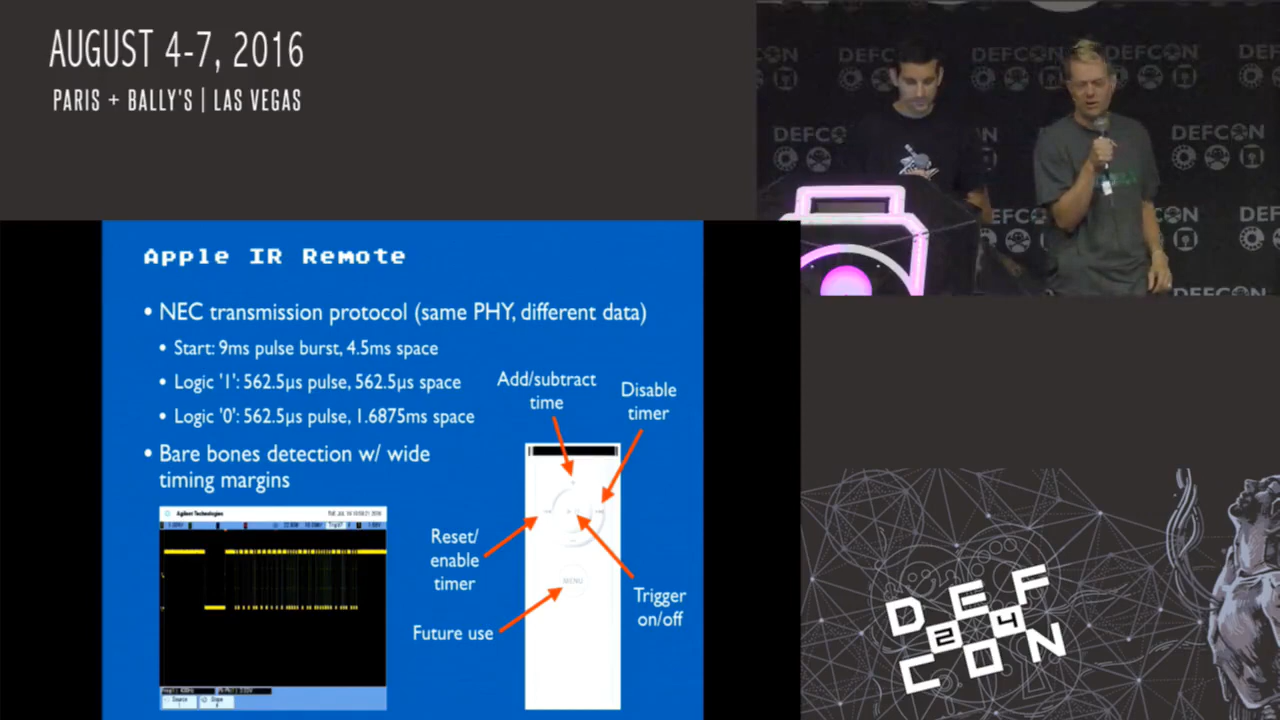 AUGUST 4-7, 2016
PARIS + BALLY'S | LAS VEGAS
DEFCON
DEFCON
DEFCON
DEFCON
DEFCON
Apple IR Remote
• NEC transmission protocol (same PHY, different data)
• Start: 9ms pulse burst, 4.5ms space
• Logic '1': 562.5µs pulse, 562.5µs space
• Logic '0': 562.5µs pulse, 1.6875ms space
• Bare bones detection w/ wide
timing margins
Add/subtract
time
Disable
timer
Reset/
enable
timer
Future use
Trigger
on/off
MENU
Agilent Technologies
DEF
24
CON